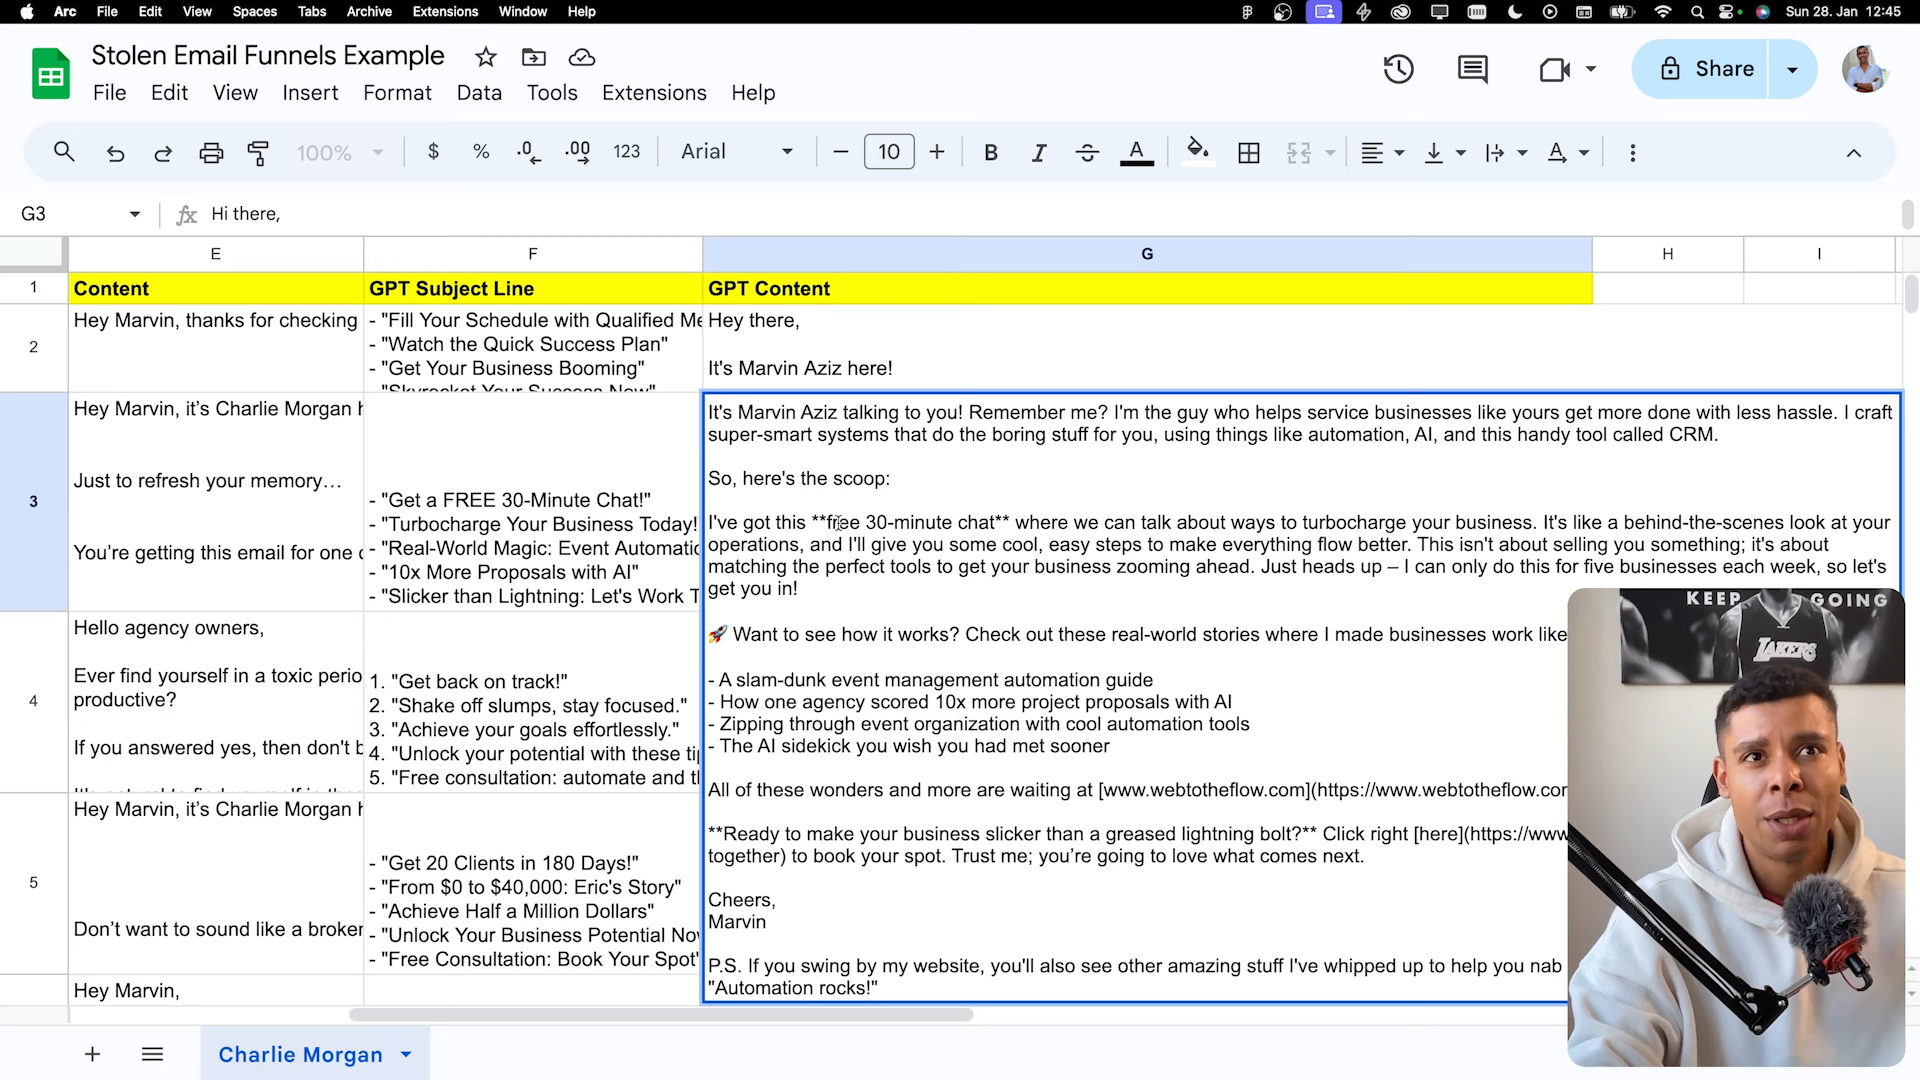 Arc File Edit View Spaces Tabs Archive Extensions Window Help Sun 28. Jan 12:45
Stolen Email Funnels Example
File Edit View Insert Format Data Tools Extensions Help
Share
100% $ % .0 .00 123 Arial 10 B I A
G3 fx Hi there,
E F G H I
1 Content GPT Subject Line GPT Content
2
Hey Marvin, thanks for checking
- "Fill Your Schedule with Qualified Me
- "Watch the Quick Success Plan"
- "Get Your Business Booming"
- "Skyrocket Your Success Now"
Hey there,
It's Marvin Aziz here!
3
Hey Marvin, it's Charlie Morgan h
Just to refresh your memory…
You're getting this email for one o
- "Get a FREE 30-Minute Chat!"
- "Turbocharge Your Business Today!
- "Real-World Magic: Event Automatic
- "10x More Proposals with AI"
- "Slicker than Lightning: Let's Work T
It's Marvin Aziz talking to you! Remember me? I'm the guy who helps service businesses like yours get more done with less hassle. I craft
super-smart systems that do the boring stuff for you, using things like automation, AI, and this handy tool called CRM.
So, here's the scoop:
I've got this **free 30-minute chat** where we can talk about ways to turbocharge your business. It's like a behind-the-scenes look at your
operations, and I'll give you some cool, easy steps to make everything flow better. This isn't about selling you something; it's about
matching the perfect tools to get your business zooming ahead. Just heads up – I can only do this for five businesses each week, so let's
get you in!
🚀 Want to see how it works? Check out these real-world stories where I made businesses work like
- A slam-dunk event management automation guide
- How one agency scored 10x more project proposals with AI
- Zipping through event organization with cool automation tools
- The AI sidekick you wish you had met sooner
All of these wonders and more are waiting at [www.webtotheflow.com](https://www.webtotheflow.com
**Ready to make your business slicker than a greased lightning bolt?** Click right [here](https://www
together) to book your spot. Trust me; you're going to love what comes next.
Cheers,
Marvin
P.S. If you swing by my website, you'll also see other amazing stuff I've whipped up to help you nab
"Automation rocks!"
4
Hello agency owners,
Ever find yourself in a toxic perio
productive?
If you answered yes, then don't b
1. "Get back on track!"
2. "Shake off slumps, stay focused."
3. "Achieve your goals effortlessly."
4. "Unlock your potential with these tip
5. "Free consultation: automate and th
5
Hey Marvin, it's Charlie Morgan h
Don't want to sound like a broken
- "Get 20 Clients in 180 Days!"
- "From $0 to $40,000: Eric's Story"
- "Achieve Half a Million Dollars"
- "Unlock Your Business Potential Nov
- "Free Consultation: Book Your Spot"
Hey Marvin,
KEEP GOING
LAKERS
Charlie Morgan